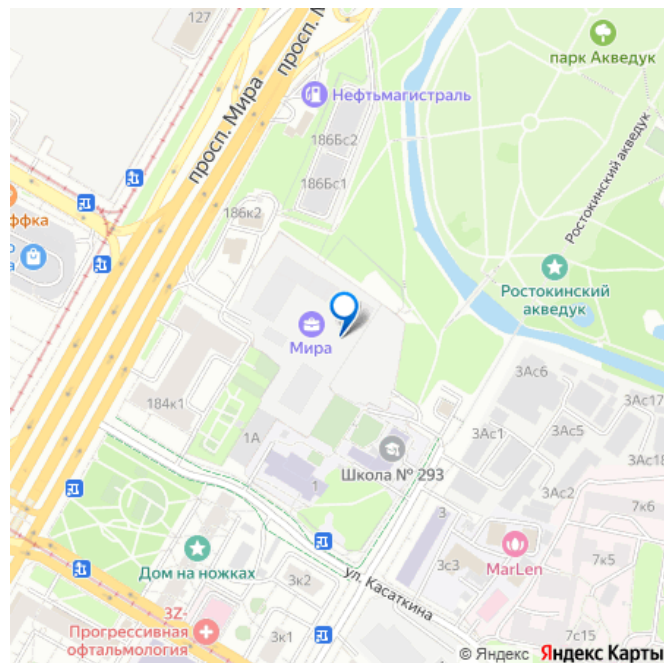 127
просп. Мира
просп. М
парк Акведук
Нефтьмагистраль
186Бс2
186Бс1
Ростокинский акведук
186к2
ффка
Ростокинский
акведук
Мира
3Ас6
3Ас17
184к1
3Ас1
3Ас5
1А
3Ас18
Школа № 293
3Ас2
1
7к6
3
Дом на ножках
3с3
MarLen
7к5
3к2
ул. Касаткина
3Z-
Прогрессивная
офтальмология
3к1
7с15
© Яндекс Яндекс Карты